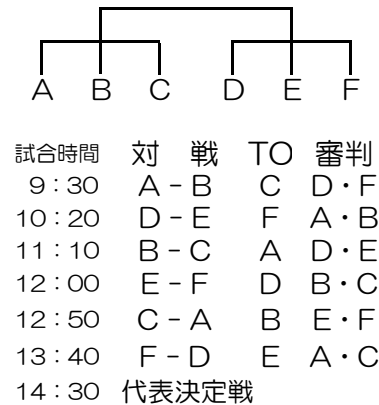 A B C D E F
試合時間 対 戦 TO 審判
9：30 A－B C D・F
10：20 D－E F A・B
11：10 B－C A D・E
12：00 E－F D B・C
12：50 C－A B E・F
13：40 F－D E A・C
14：30 代表決定戦